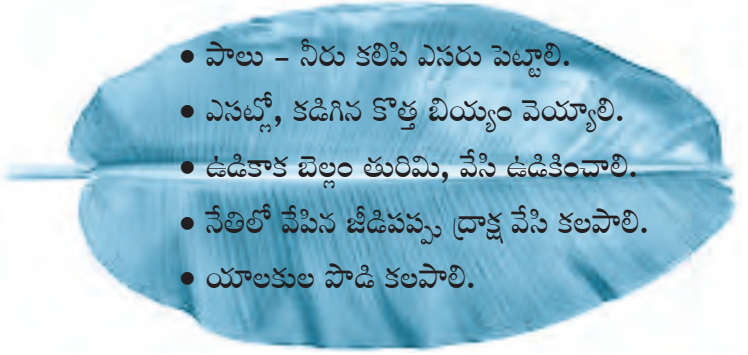 • పాలు – నీరు కలిపి ఎసరు పెట్టాలి.
• ఎసట్లో, కడిగిన కొత్త బియ్యం వెయ్యాలి.
• ఉడికాక బెల్లం తురిమి, వేసి ఉడికించాలి.
• నేతిలో వేపిన జీడిపప్పు ద్రాక్ష వేసి కలపాలి.
• యాలకుల పొడి కలపాలి.